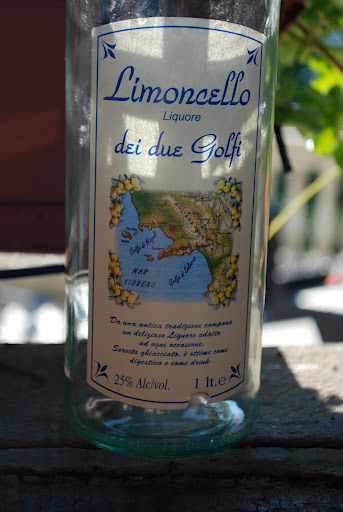 Limoncello
Liquore
dei due Golfi
Golfo di Napoli
Golfo di Salerno
MAR
TIRRENO
Da una antica tradizione campana
un delizioso Liquore adatto
ad ogni occasione.
Servito ghiacciato, è ottimo come
digestivo e come drink
25% Alc/vol.
1 lt.e